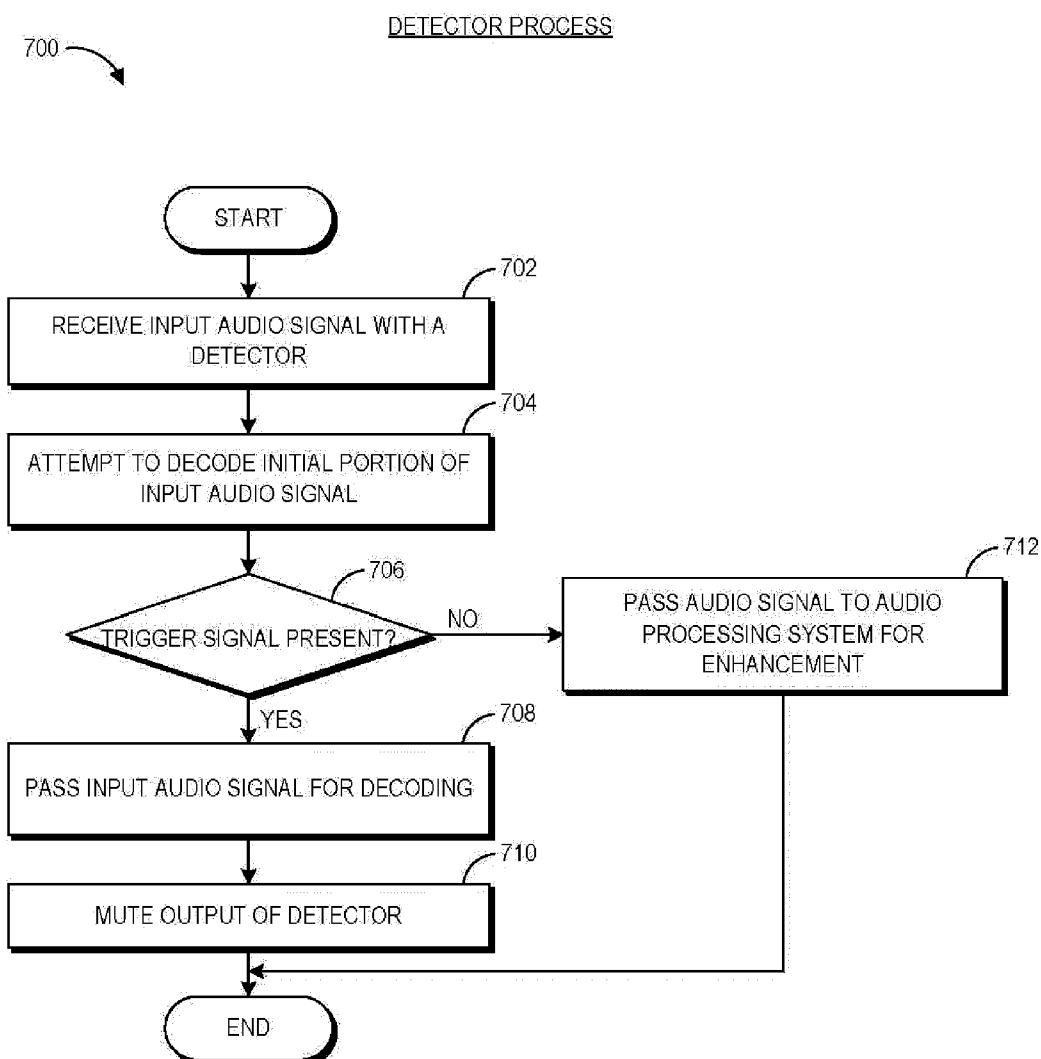 DETECTOR PROCESS
700
START
702
RECEIVE INPUT AUDIO SIGNAL WITH A
DETECTOR
704
ATTEMPT TO DECODE INITIAL PORTION OF
INPUT AUDIO SIGNAL
706
TRIGGER SIGNAL PRESENT?
NO
712
PASS AUDIO SIGNAL TO AUDIO
PROCESSING SYSTEM FOR
ENHANCEMENT
YES
708
PASS INPUT AUDIO SIGNAL FOR DECODING
710
MUTE OUTPUT OF DETECTOR
END